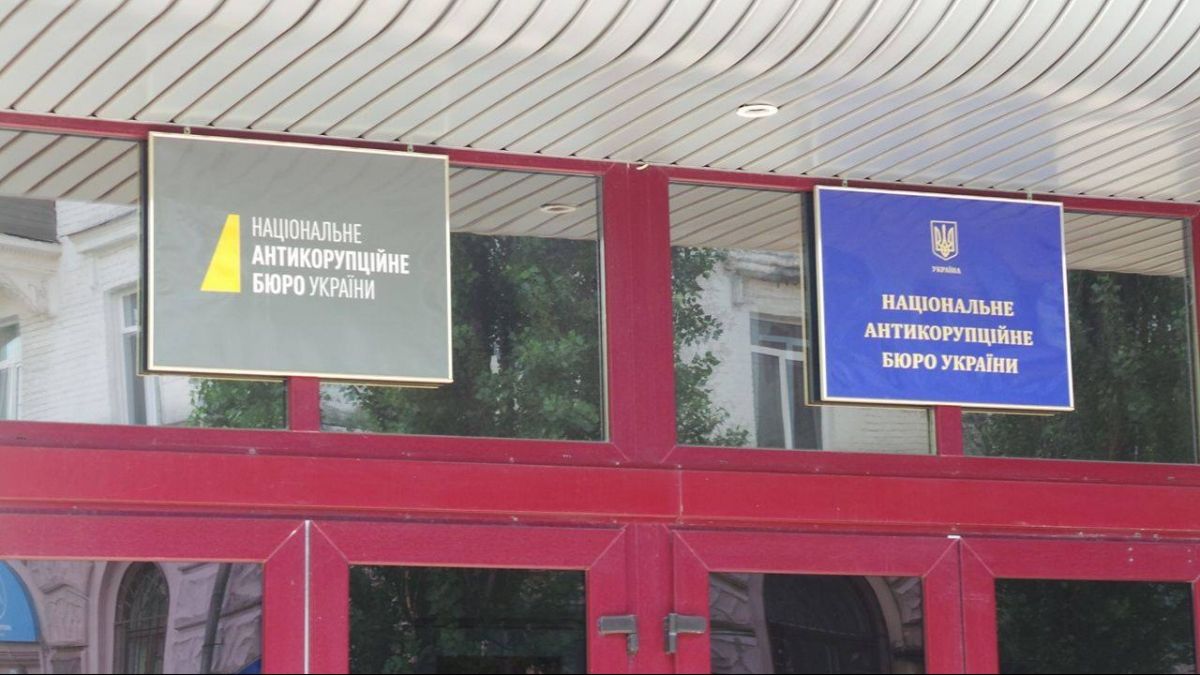 НАЦІОНАЛЬНЕ
АНТИКОРУПЦІЙНЕ
БЮРО УКРАЇНИ
УКРАЇНА
НАЦІОНАЛЬНЕ
АНТИКОРУПЦІЙНЕ
БЮРО УКРАЇНИ